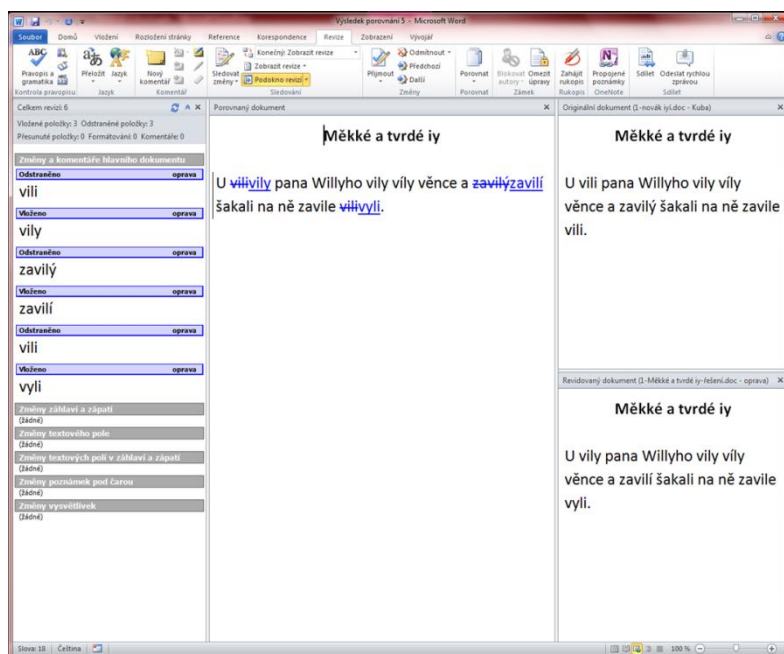 Výsledek porovnání 5 - Microsoft Word
Soubor Domů Vložení Rozložení stránky Reference Korespondence Revize Zobrazení Vývojář
ABC Pravopis a gramatika
Přeložit Jazyk
Nový komentář
Sledovat změny
Konečný: Zobrazit revize
Zobrazit revize
Podokno revizí
Přijmout
Odmítnout
Předchozí
Další
Porovnat
Blokovat autory Omezit úpravy
Zahájit rukopis
Propojené poznámky
Sdílet Odeslat rychlou zprávou
Kontrola pravopisu Jazyk Komentář Sledování Změny Porovnat Zámek Rukopis OneNote Sdílet
Celkem revizí: 6
Vložené položky: 3 Odstraněné položky: 3
Přesunuté položky: 0 Formátování: 0 Komentáře: 0
Změny a komentáře hlavního dokumentu
Odstraněno oprava
vili
Vloženo oprava
vily
Odstraněno oprava
zavilý
Vloženo oprava
zavilí
Odstraněno oprava
vili
Vloženo oprava
vyli
Změny záhlaví a zápatí
(žádné)
Změny textového pole
(žádné)
Změny textových polí v záhlaví a zápatí
(žádné)
Změny poznámek pod čarou
(žádné)
Změny vysvětlivek
(žádné)
Porovnaný dokument
Měkké a tvrdé iy
U vilivily pana Willyho vily víly věnce a zavilýzavilí
šakali na ně zavile vilivyli.
Originální dokument (1-novák iyi.doc - Kuba)
Měkké a tvrdé iy
U vili pana Willyho vily víly
věnce a zavilý šakali na ně zavile
vili.
Revidovaný dokument (1-Měkké a tvrdé iy-řešení.doc - oprava)
Měkké a tvrdé iy
U vily pana Willyho vily víly
věnce a zavilí šakali na ně zavile
vyli.
Slova: 18 Čeština 100 %